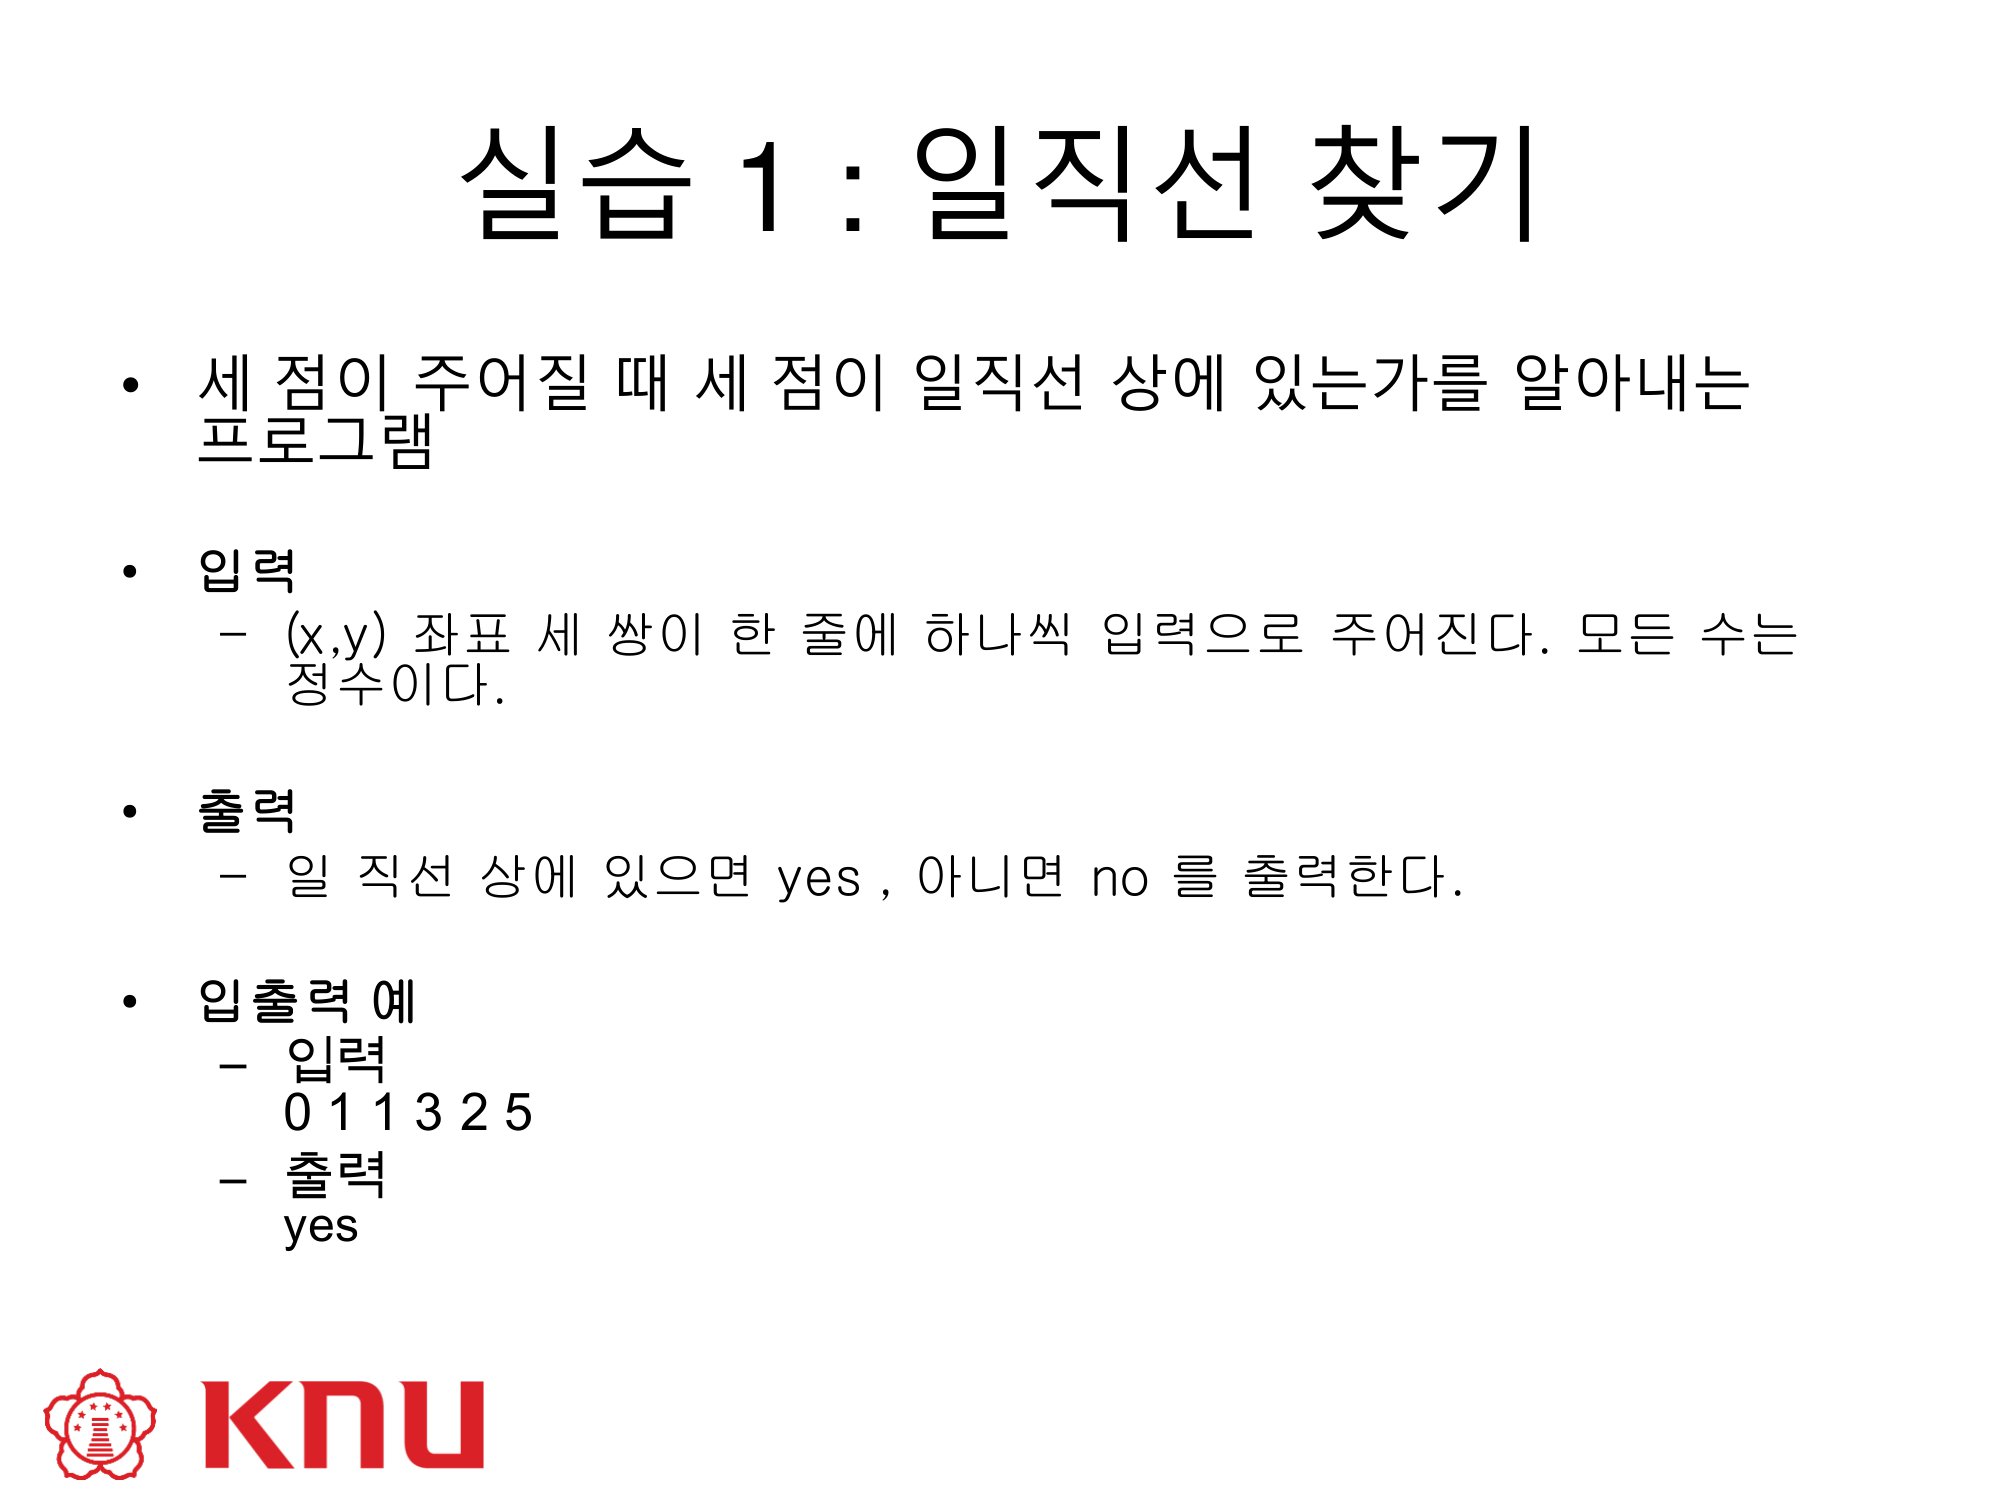 실습 1 : 일직선 찾기
• 세 점이 주어질 때 세 점이 일직선 상에 있는가를 알아내는
프로그램
• 입력
– (x,y) 좌표 세 쌍이 한 줄에 하나씩 입력으로 주어진다. 모든 수는
정수이다.
• 출력
– 일 직선 상에 있으면 yes , 아니면 no 를 출력한다.
• 입출력 예
– 입력
0 1 1 3 2 5
– 출력
yes
KNU